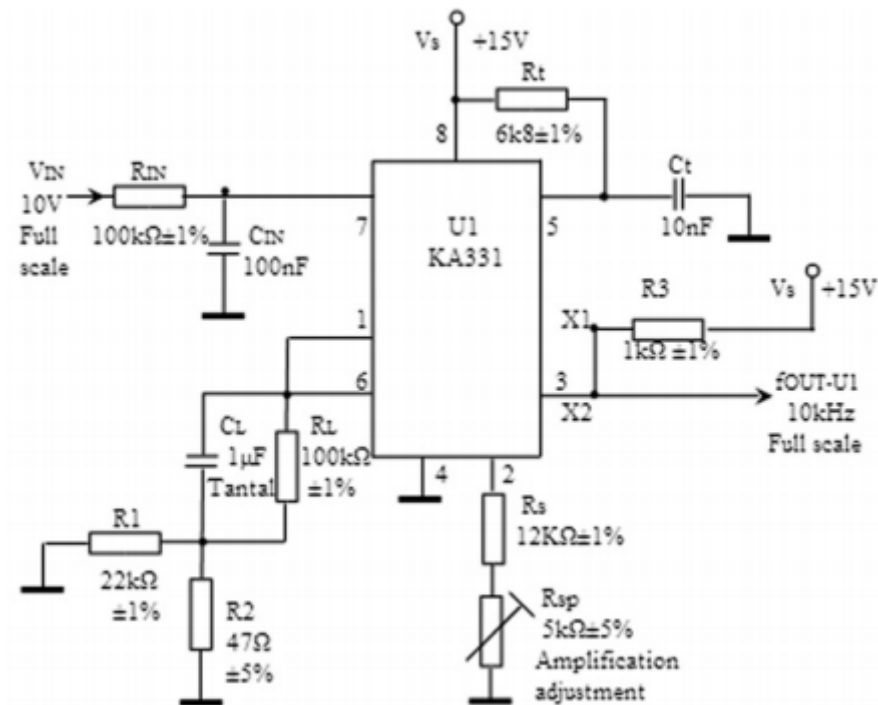 Vs +15V
Rt
6k8±1%
8
VIN
10V
Full
scale
RIN
100kΩ±1%
CIN
100nF
7
U1
KA331
5
Ct
10nF
Vs +15V
R3
1kΩ ±1%
X1
1
6
3
X2
fOUT-U1
10kHz
Full scale
CL
1µF
Tantal
RL
100kΩ
±1%
4
2
R1
22kΩ
±1%
R2
47Ω
±5%
Rs
12KΩ±1%
Rsp
5kΩ±5%
Amplification
adjustment